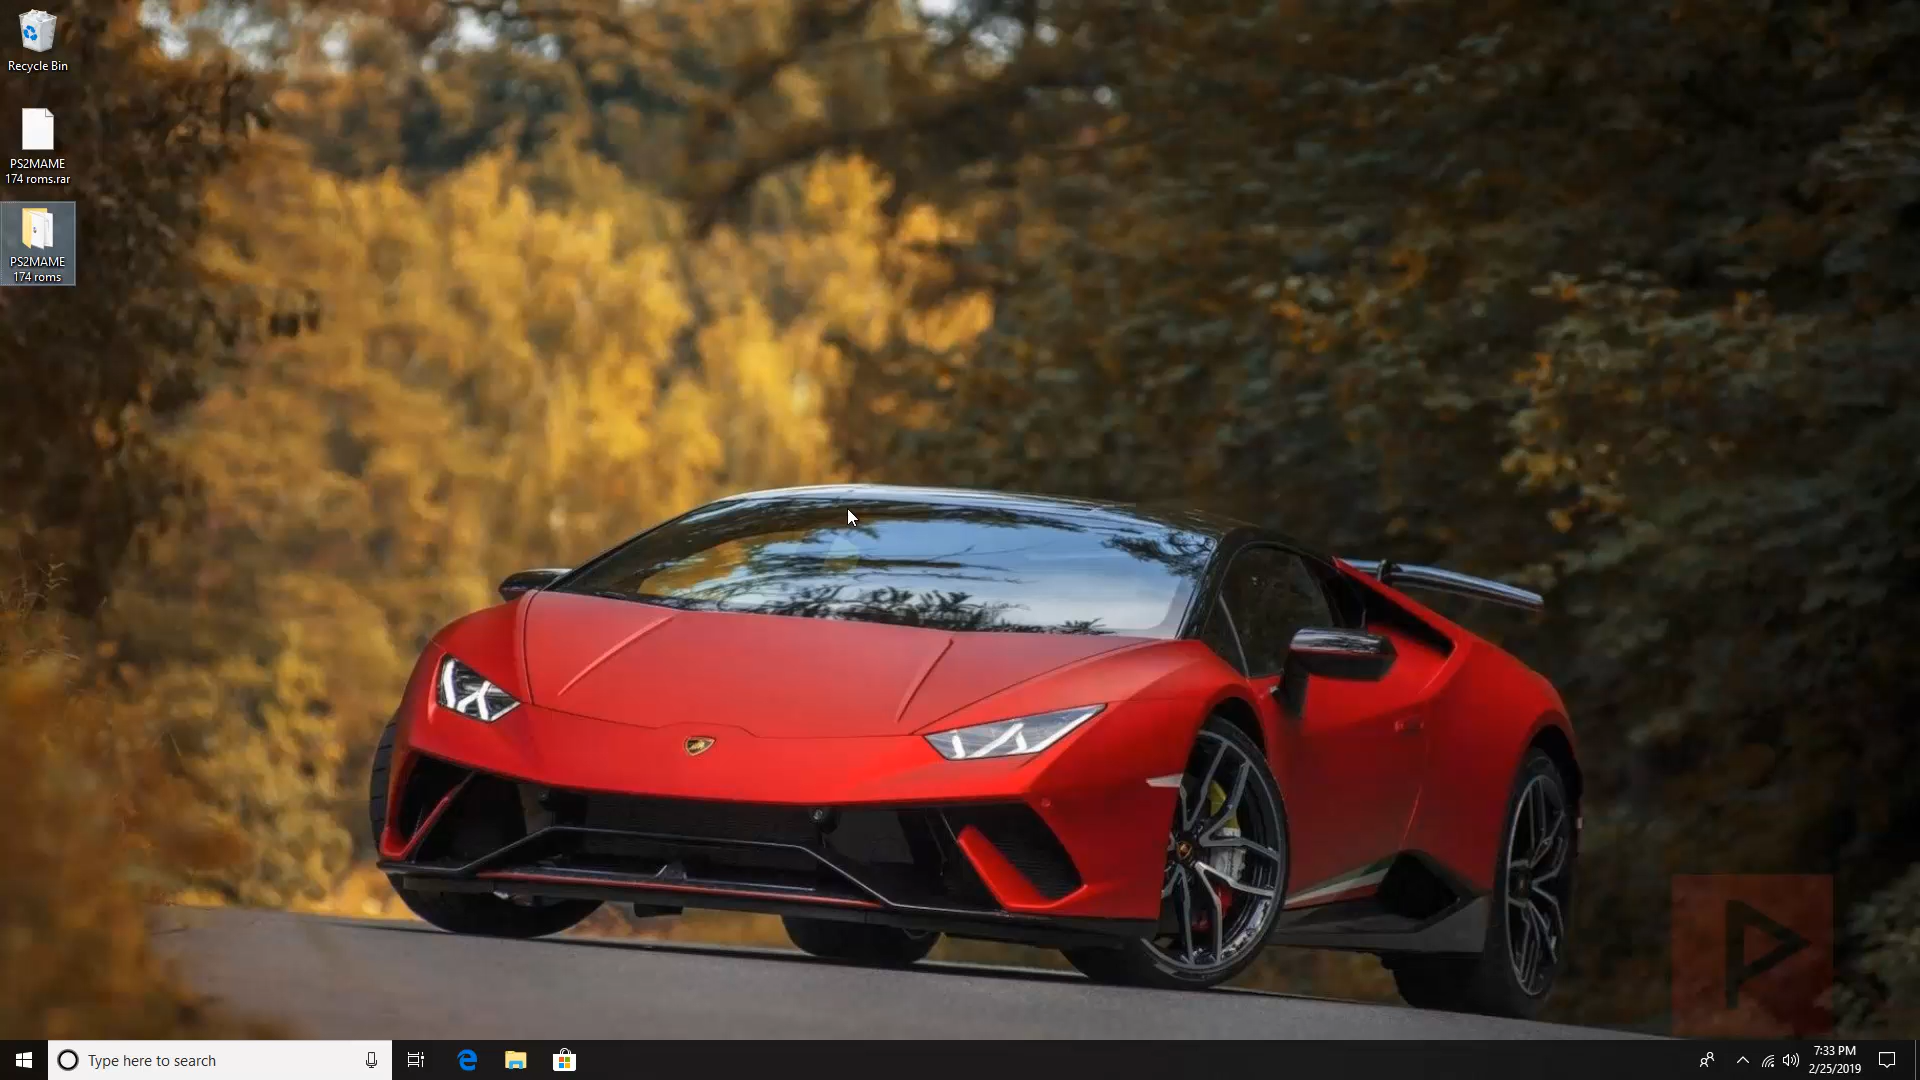 Recycle Bin
PS2MAME
174 roms.rar
PS2MAME
174 roms
Type here to search
7:33 PM
2/25/2019